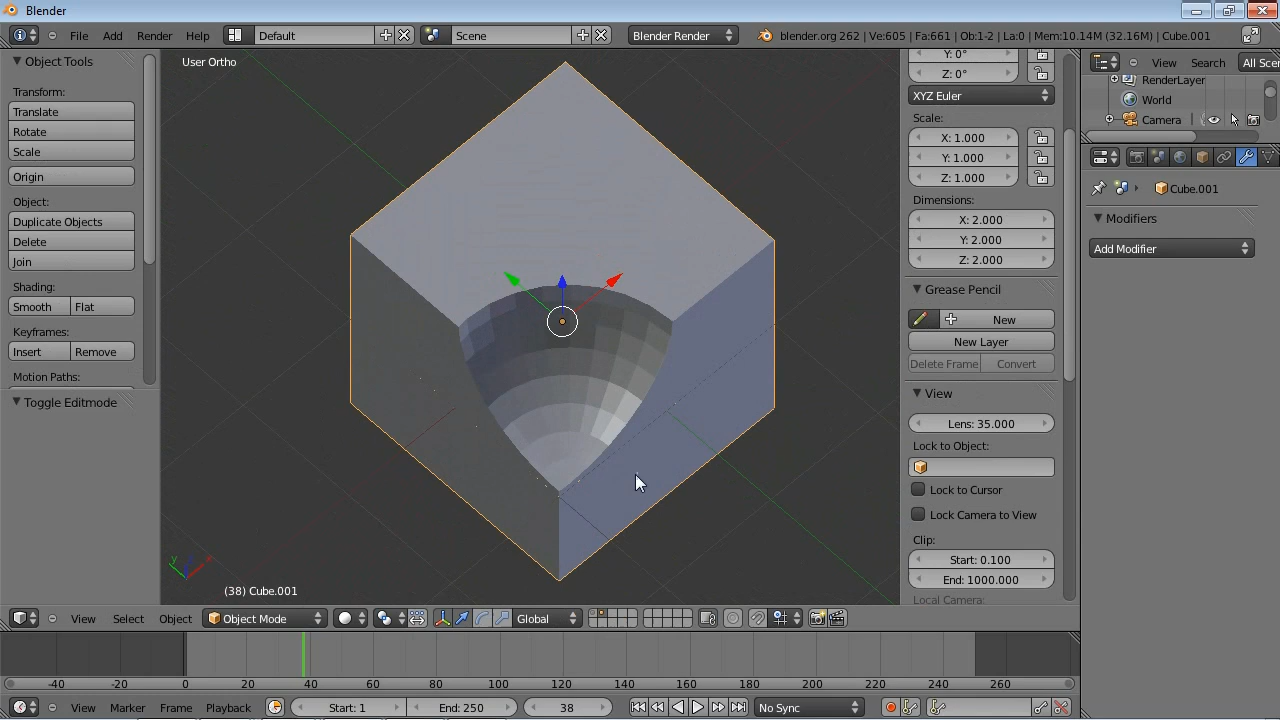 Blender
File Add Render Help Default Scene Blender Render blender.org 262 | Ve:605 | Fa:661 | Ob:1-2 | La:0 | Mem:10.14M (32.16M) | Cube.001
Object Tools
Transform:
Translate
Rotate
Scale
Origin
Object:
Duplicate Objects
Delete
Join
Shading:
Smooth Flat
Keyframes:
Insert Remove
Motion Paths:
Toggle Editmode
User Ortho
(38) Cube.001
Y: 0°
Z: 0°
XYZ Euler
Scale:
X: 1.000
Y: 1.000
Z: 1.000
Dimensions:
X: 2.000
Y: 2.000
Z: 2.000
Grease Pencil
New
New Layer
Delete Frame Convert
View
Lens: 35.000
Lock to Object:
Lock to Cursor
Lock Camera to View
Clip:
Start: 0.100
End: 1000.000
Local Camera:
View Search All Scer
RenderLayer
World
Camera
Cube.001
Modifiers
Add Modifier
View Select Object Object Mode Global
-40 -20 0 20 40 60 80 100 120 140 160 180 200 220 240 260
View Marker Frame Playback Start: 1 End: 250 38 No Sync